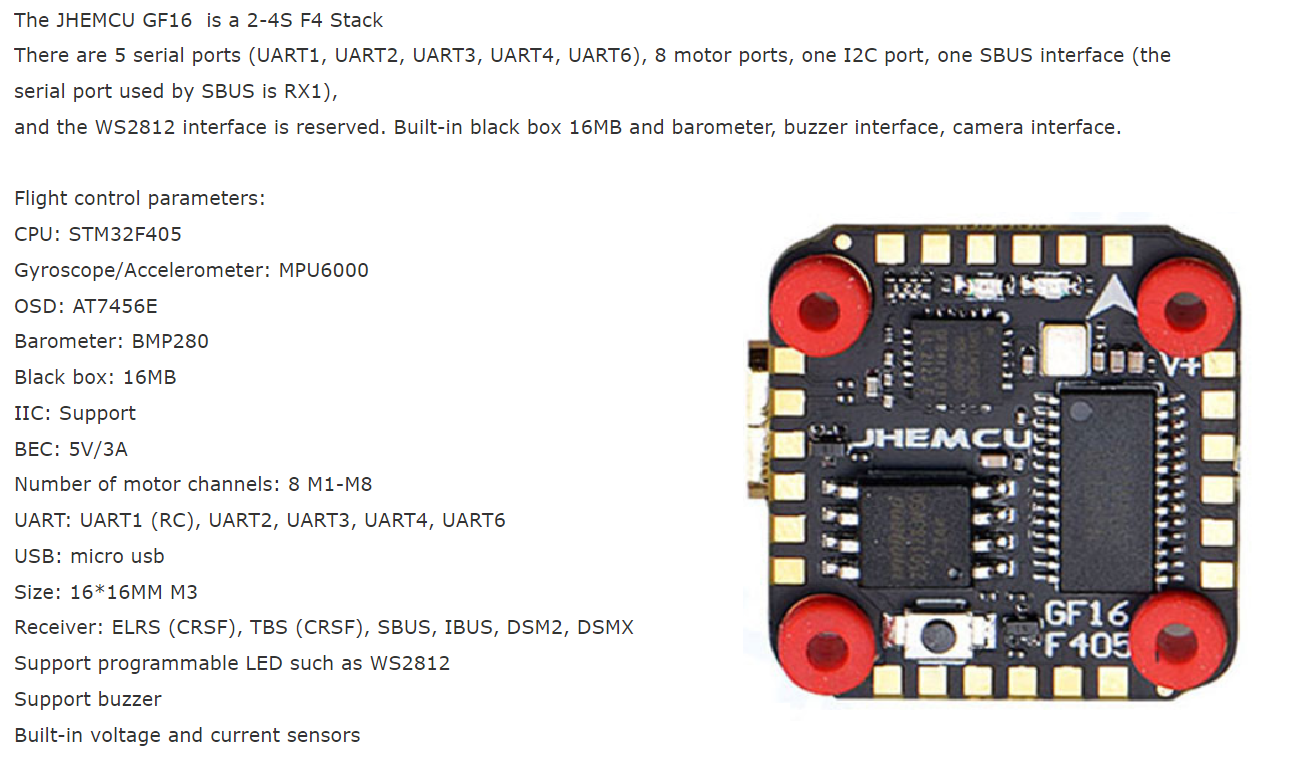 The JHEMCU GF16  is a 2-4S F4 Stack
There are 5 serial ports (UART1, UART2, UART3, UART4, UART6), 8 motor ports, one I2C port, one SBUS interface (the
serial port used by SBUS is RX1),
and the WS2812 interface is reserved. Built-in black box 16MB and barometer, buzzer interface, camera interface.
Flight control parameters:
CPU: STM32F405
Gyroscope/Accelerometer: MPU6000
OSD: AT7456E
Barometer: BMP280
Black box: 16MB
IIC: Support
BEC: 5V/3A
Number of motor channels: 8 M1-M8
UART: UART1 (RC), UART2, UART3, UART4, UART6
USB: micro usb
Size: 16*16MM M3
Receiver: ELRS (CRSF), TBS (CRSF), SBUS, IBUS, DSM2, DSMX
Support programmable LED such as WS2812
Support buzzer
Built-in voltage and current sensors
V+
JHEMCU
GF16
F405